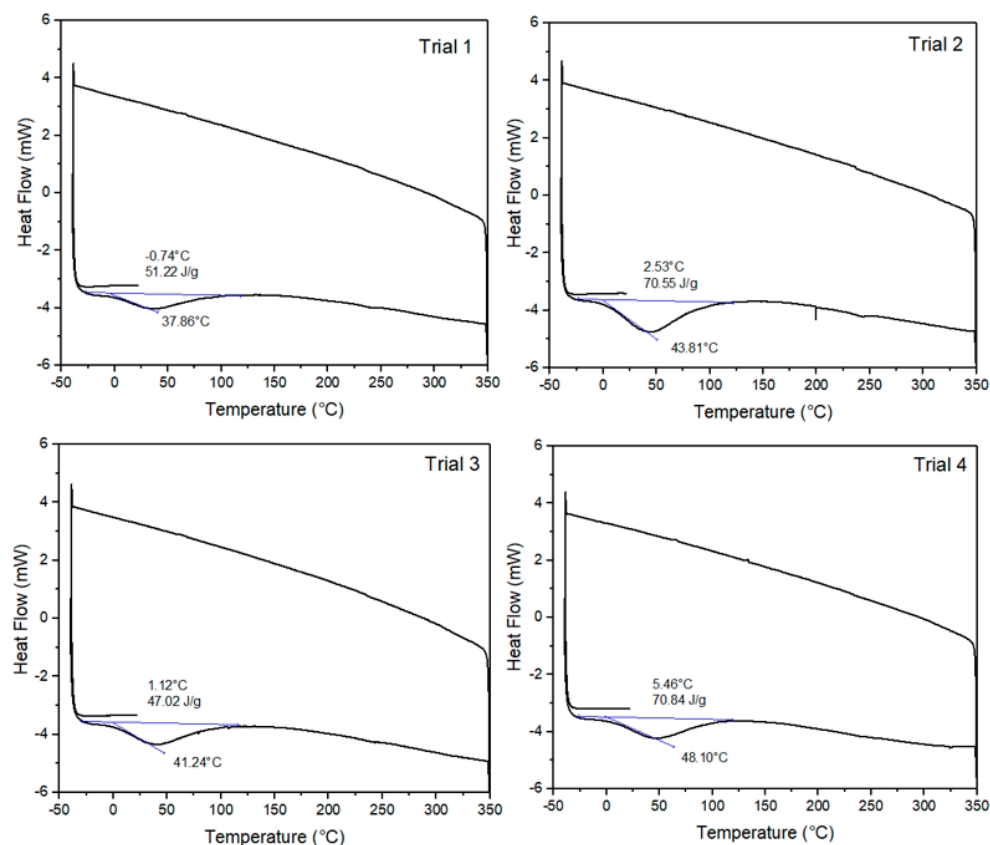 Trial 1
6
4
2
0
-2
-4
-6
Heat Flow (mW)
-0.74°C
51.22 J/g
37.86°C
-50 0 50 100 150 200 250 300 350
Temperature (°C)
Trial 2
6
4
2
0
-2
-4
-6
Heat Flow (mW)
2.53°C
70.55 J/g
43.81°C
-50 0 50 100 150 200 250 300 350
Temperature (°C)
Trial 3
6
4
2
0
-2
-4
-6
Heat Flow (mW)
1.12°C
47.02 J/g
41.24°C
-50 0 50 100 150 200 250 300 350
Temperature (°C)
Trial 4
6
4
2
0
-2
-4
-6
Heat Flow (mW)
5.46°C
70.84 J/g
48.10°C
-50 0 50 100 150 200 250 300 350
Temperature (°C)